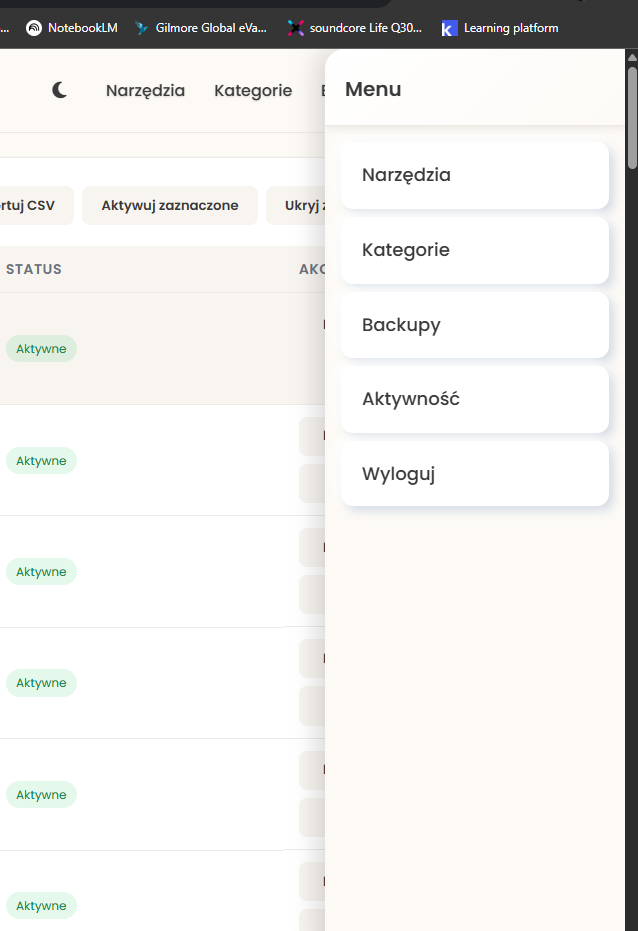 ... NotebookLM Gilmore Global eVa... soundcore Life Q30... Learning platform
Narzędzia Kategorie
Menu
Narzędzia
Kategorie
Backupy
Aktywność
Wyloguj
rtuj CSV Aktywuj zaznaczone Ukryj z
STATUS AKC
Aktywne
Aktywne
Aktywne
Aktywne
Aktywne
Aktywne